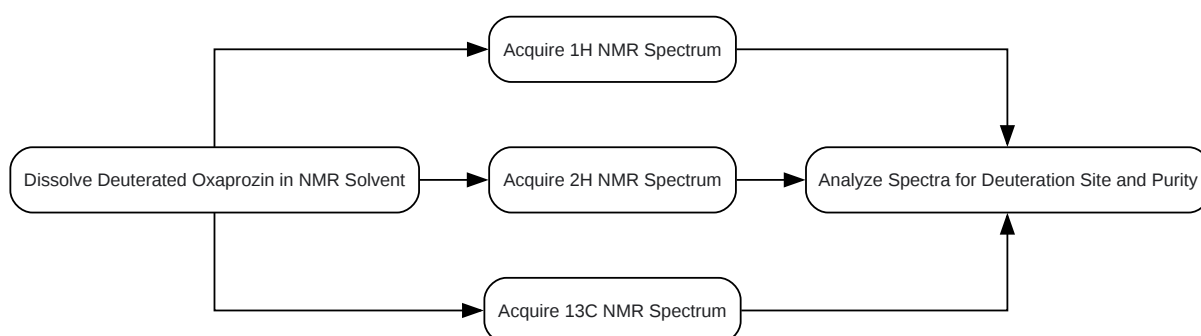 Acquire 1H NMR Spectrum
Dissolve Deuterated Oxaprozin in NMR Solvent
Acquire 2H NMR Spectrum
Analyze Spectra for Deuteration Site and Purity
Acquire 13C NMR Spectrum